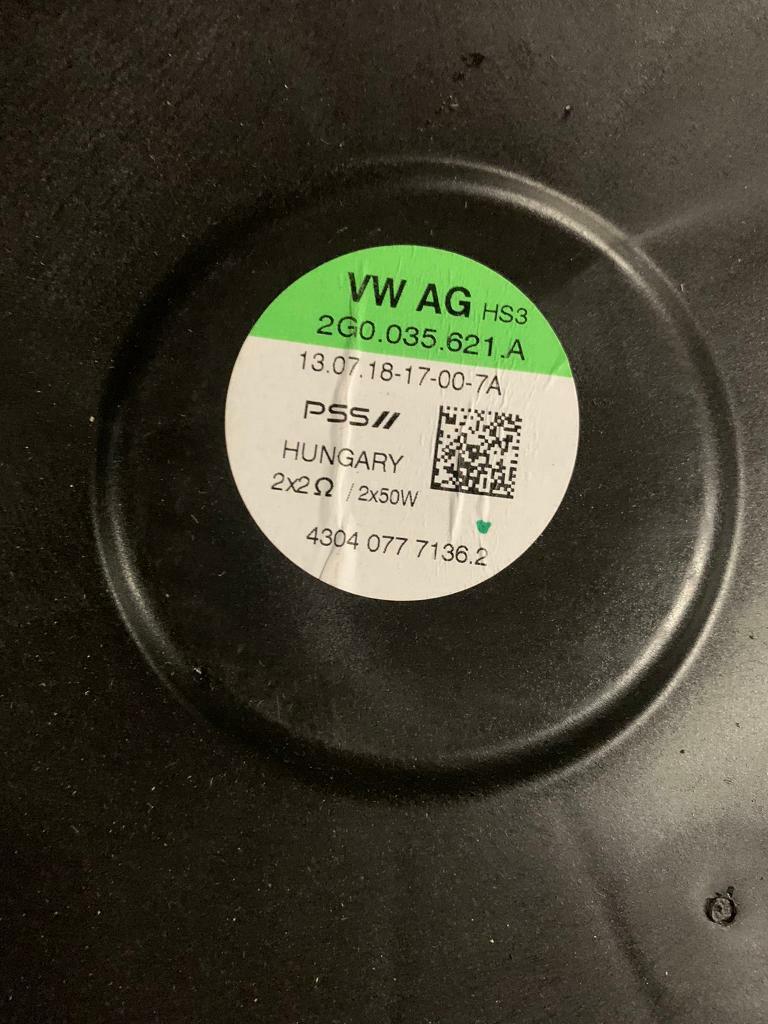 VW AG HS3
2G0.035.621.A
13.07.18-17-00-7A
PSS//
HUNGARY
2x2Ω / 2x50W
4304 077 7136.2